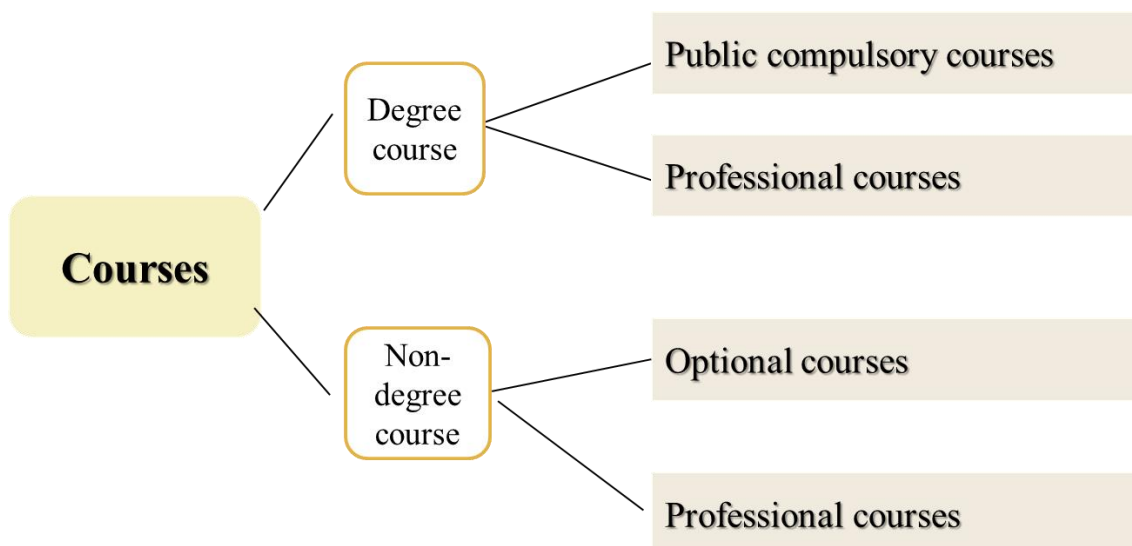 Courses
Degree
course
Public compulsory courses
Professional courses
Non-
degree
course
Optional courses
Professional courses